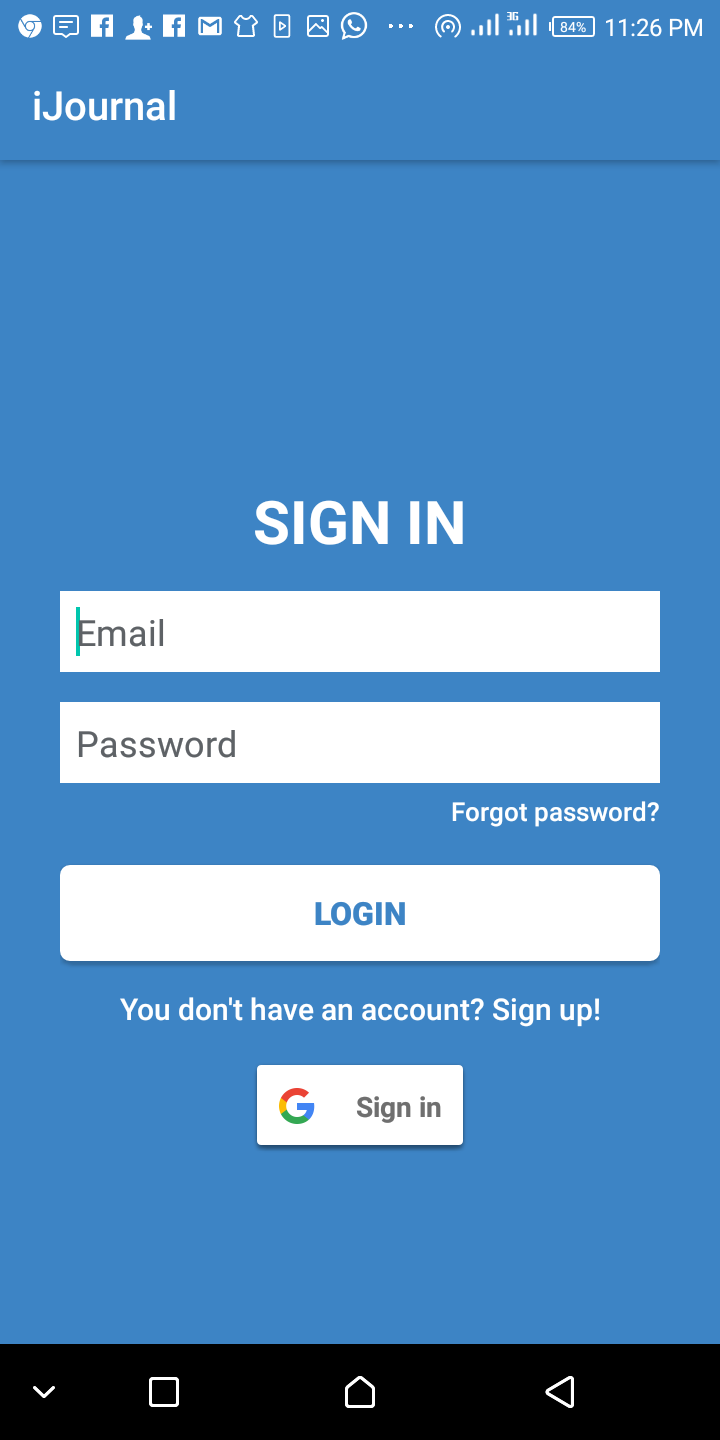 3G 84% 11:26 PM
iJournal
SIGN IN
Email
Password
Forgot password?
LOGIN
You don't have an account? Sign up!
Sign in